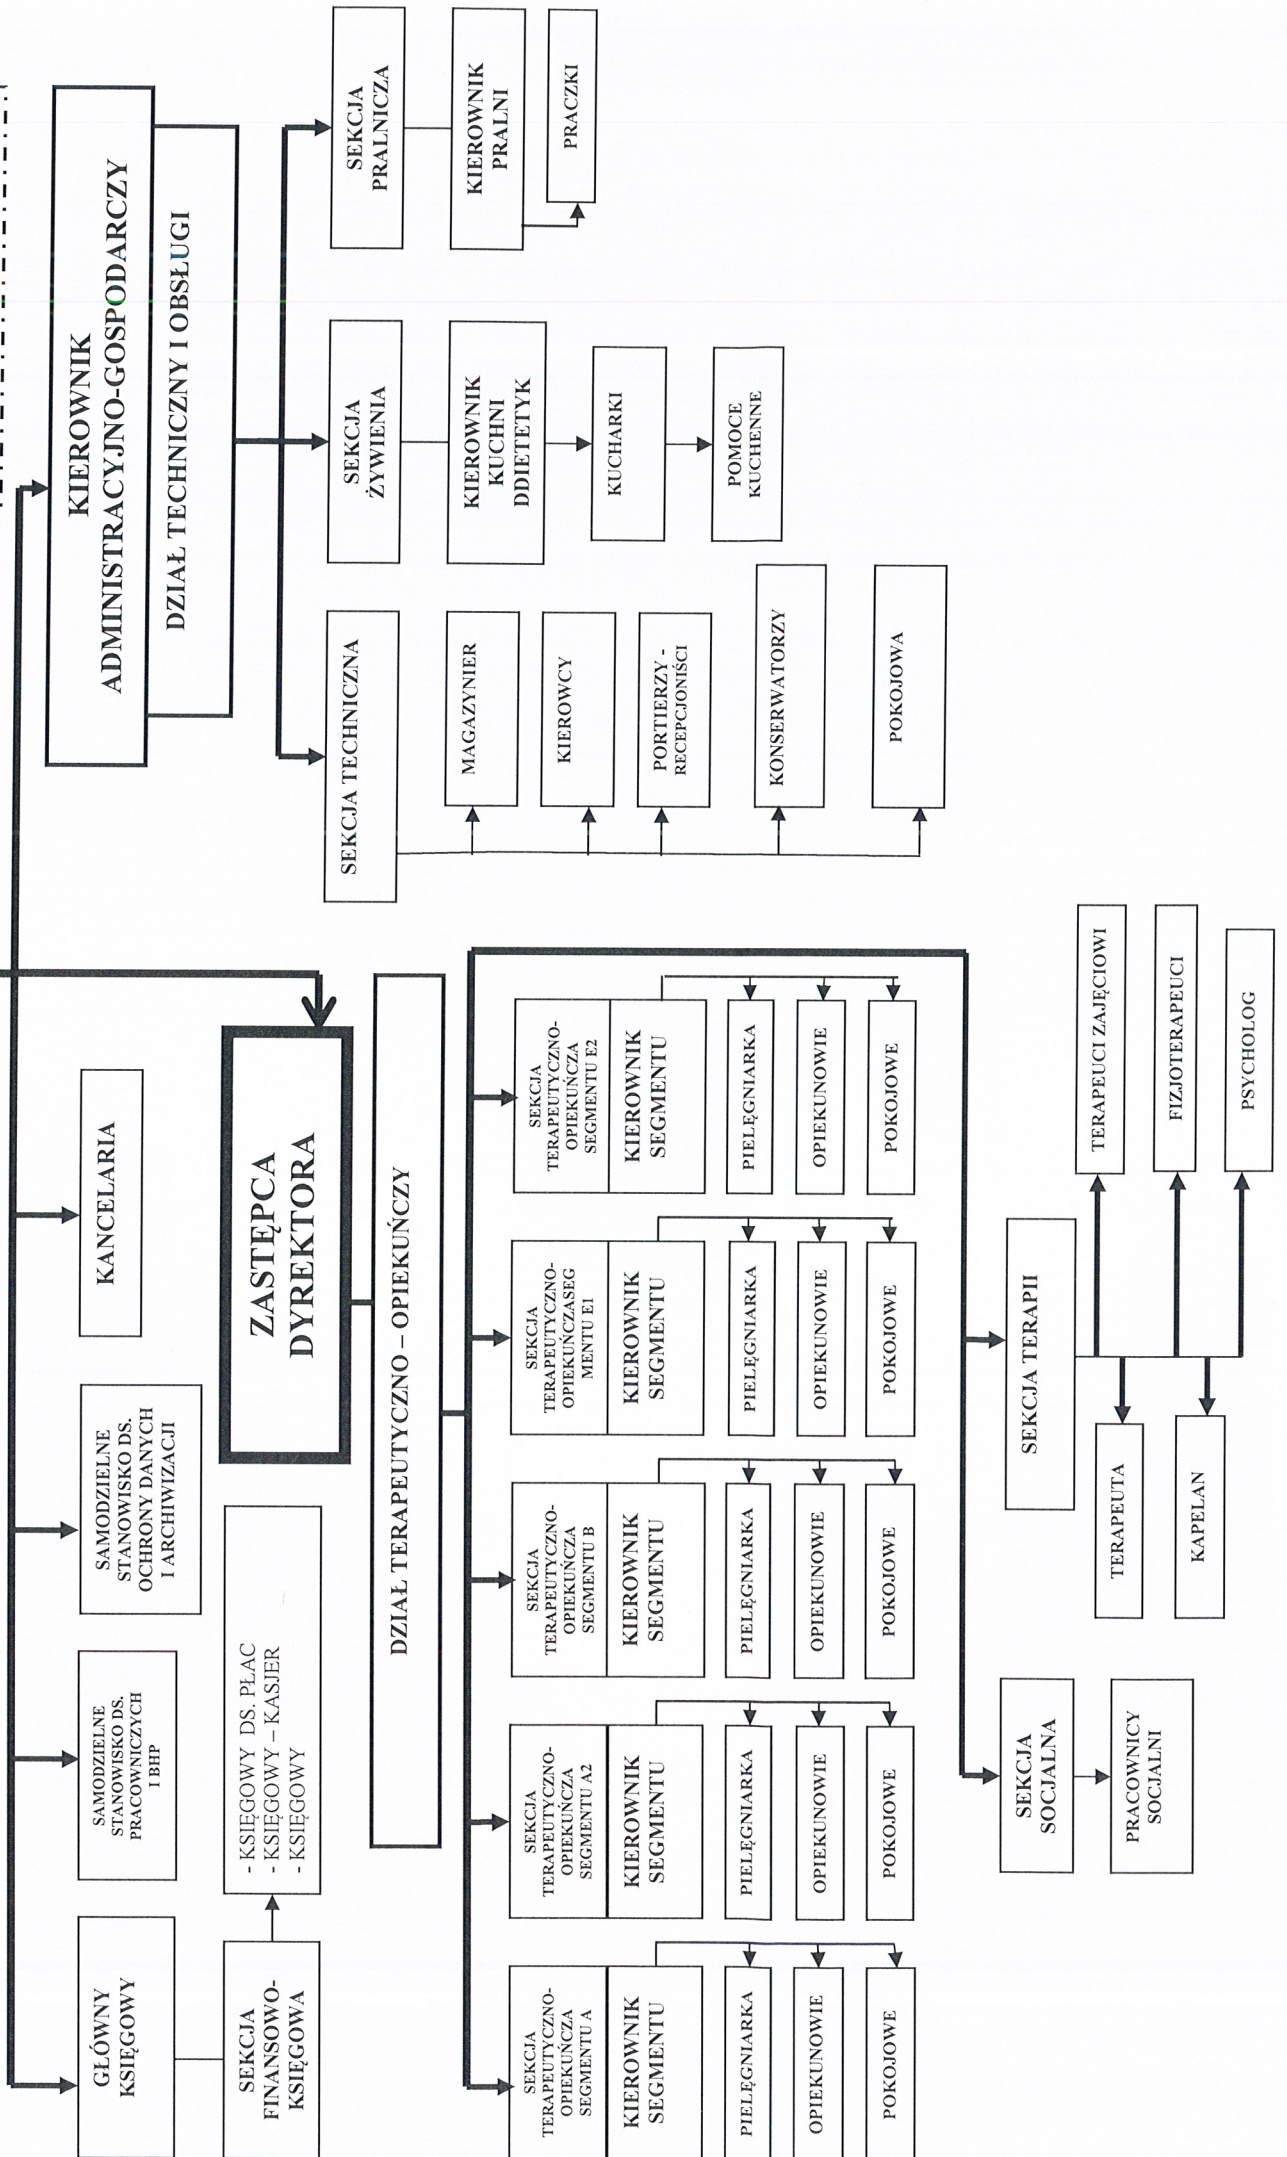 GŁÓWNY
KSIĘGOWY
SAMODZIELNE
STANOWISKO DS.
PRACOWNICZYCH
I BHP
SAMODZIELNE
STANOWISKO DS.
OCHRONY DANYCH
I ARCHIWIZACJI
KANCELARIA
KIEROWNIK
ADMINISTRACYJNO-GOSPODARCZY
DZIAŁ TECHNICZNY I OBSŁUGI
SEKCJA
FINANSOWO-
KSIĘGOWA
- KSIĘGOWY DS. PŁAC
- KSIĘGOWY – KASJER
- KSIĘGOWY
ZASTĘPCA
DYREKTORA
DZIAŁ TERAPEUTYCZNO – OPIEKUŃCZY
SEKCJA TECHNICZNA
MAGAZYNIER
KIEROWCY
PORTIERZY -
RECEPCJONIŚCI
KONSERWATORZY
POKOJOWA
SEKCJA
ŻYWIENIA
KIEROWNIK
KUCHNI
DDIETETYK
KUCHARKI
POMOCE
KUCHENNE
SEKCJA
PRALNICZA
KIEROWNIK
PRALNI
PRACZKI
SEKCJA
TERAPEUTYCZNO-
OPIEKUŃCZA
SEGMENTU A
KIEROWNIK
SEGMENTU
PIELĘGNIARKA
OPIEKUNOWIE
POKOJOWE
SEKCJA
TERAPEUTYCZNO-
OPIEKUŃCZA
SEGMENTU A2
KIEROWNIK
SEGMENTU
PIELĘGNIARKA
OPIEKUNOWIE
POKOJOWE
SEKCJA
TERAPEUTYCZNO-
OPIEKUŃCZA
SEGMENTU B
KIEROWNIK
SEGMENTU
PIELĘGNIARKA
OPIEKUNOWIE
POKOJOWE
SEKCJA
TERAPEUTYCZNO-
OPIEKUŃCZASEG
MENTU E1
KIEROWNIK
SEGMENTU
PIELĘGNIARKA
OPIEKUNOWIE
POKOJOWE
SEKCJA
TERAPEUTYCZNO-
OPIEKUŃCZA
SEGMENTU E2
KIEROWNIK
SEGMENTU
PIELĘGNIARKA
OPIEKUNOWIE
POKOJOWE
SEKCJA
SOCJALNA
PRACOWNICY
SOCJALNI
SEKCJA TERAPII
TERAPEUTA
KAPELAN
TERAPEUCI ZAJĘCIOWI
FIZJOTERAPEUCI
PSYCHOLOG